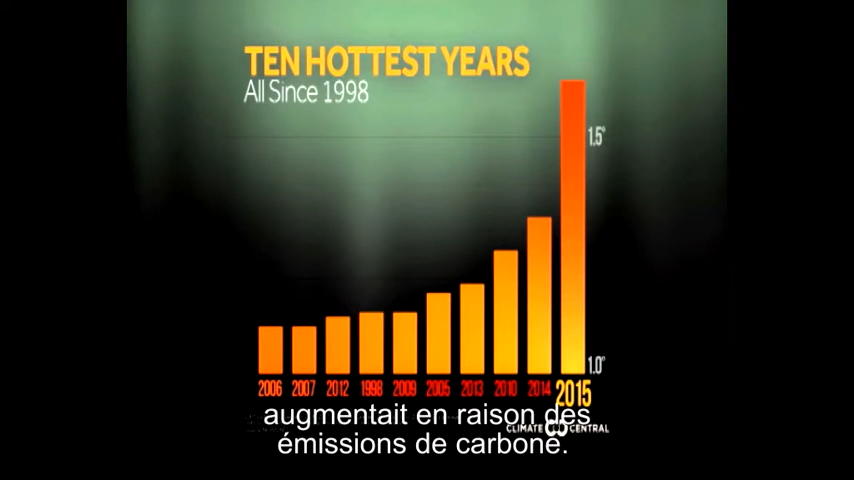 TEN HOTTEST YEARS
All Since 1998
1.5°
1.0°
2006 2007 2012 1998 2009 2005 2013 2010 2014 2015
augmentait en raison des
CLIMATE CENTRAL
émissions de carbone.